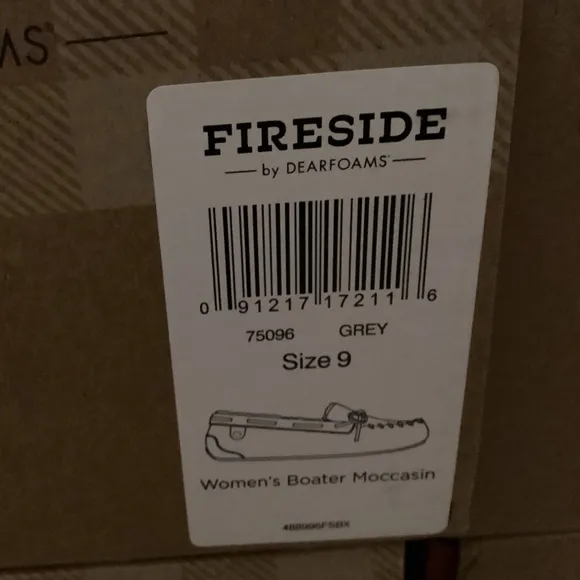 AS®
FIRESIDE
by DEARFOAMS®
0 91217 17211 6
75096 GREY
Size 9
Women's Boater Moccasin